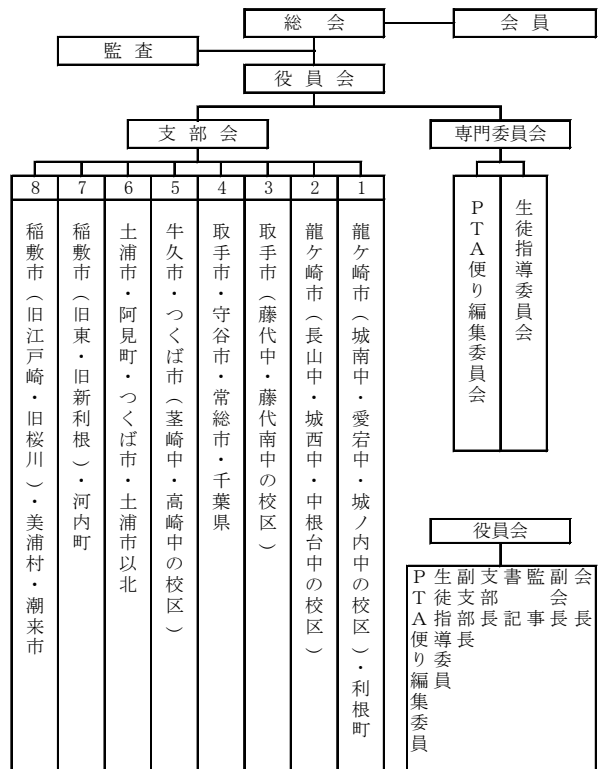 総会
会員
監査
役員会
支部会
専門委員会
8
7
6
5
4
3
2
1
稲敷市（旧江戸崎・旧桜川）・美浦村・潮来市
稲敷市（旧東・旧新利根）・河内町
土浦市・阿見町・つくば市・土浦市以北
牛久市・つくば市（茎崎中・高崎中の校区）
取手市・守谷市・常総市・千葉県
取手市（藤代中・藤代南中の校区）
龍ケ崎市（長山中・城西中・中根台中の校区）
龍ケ崎市（城南中・愛宕中・城ノ内中の校区）・利根町
PTA便り編集委員会
生徒指導委員会
役員会
会長
副会長
監事
書記
支部長
副支部長
生徒指導委員
PTA便り編集委員